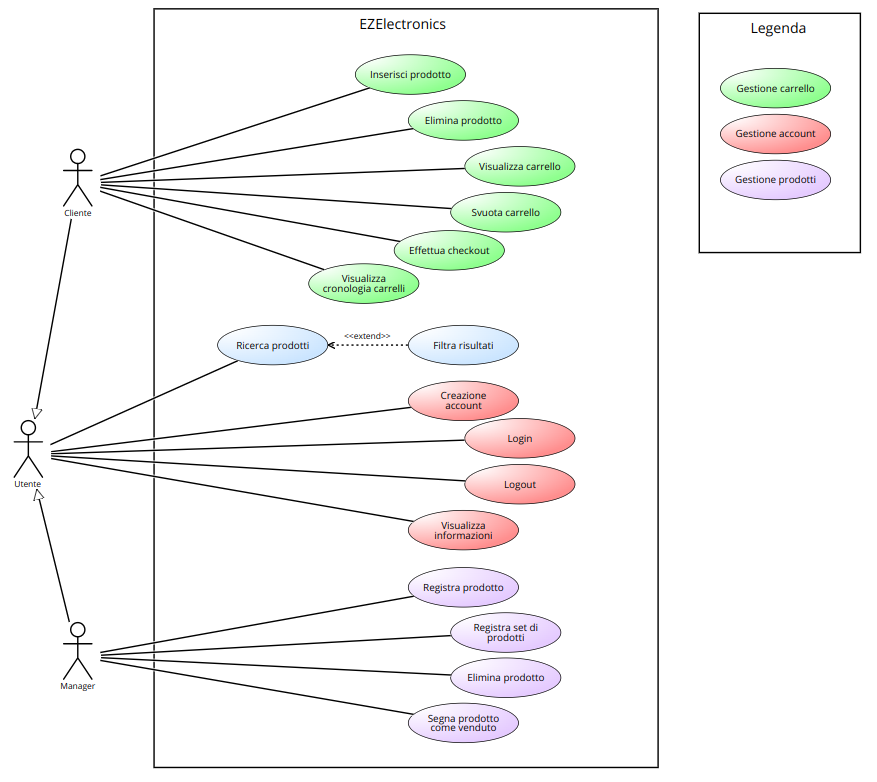 EZElectronics
Inserisci prodotto
Elimina prodotto
Visualizza carrello
Svuota carrello
Effettua checkout
Visualizza
cronologia carrelli
Cliente
Ricerca prodotti
<<extend>>
Filtra risultati
Creazione
account
Login
Logout
Visualizza
informazioni
Utente
Registra prodotto
Registra set di
prodotti
Elimina prodotto
Segna prodotto
come venduto
Manager
Legenda
Gestione carrello
Gestione account
Gestione prodotti